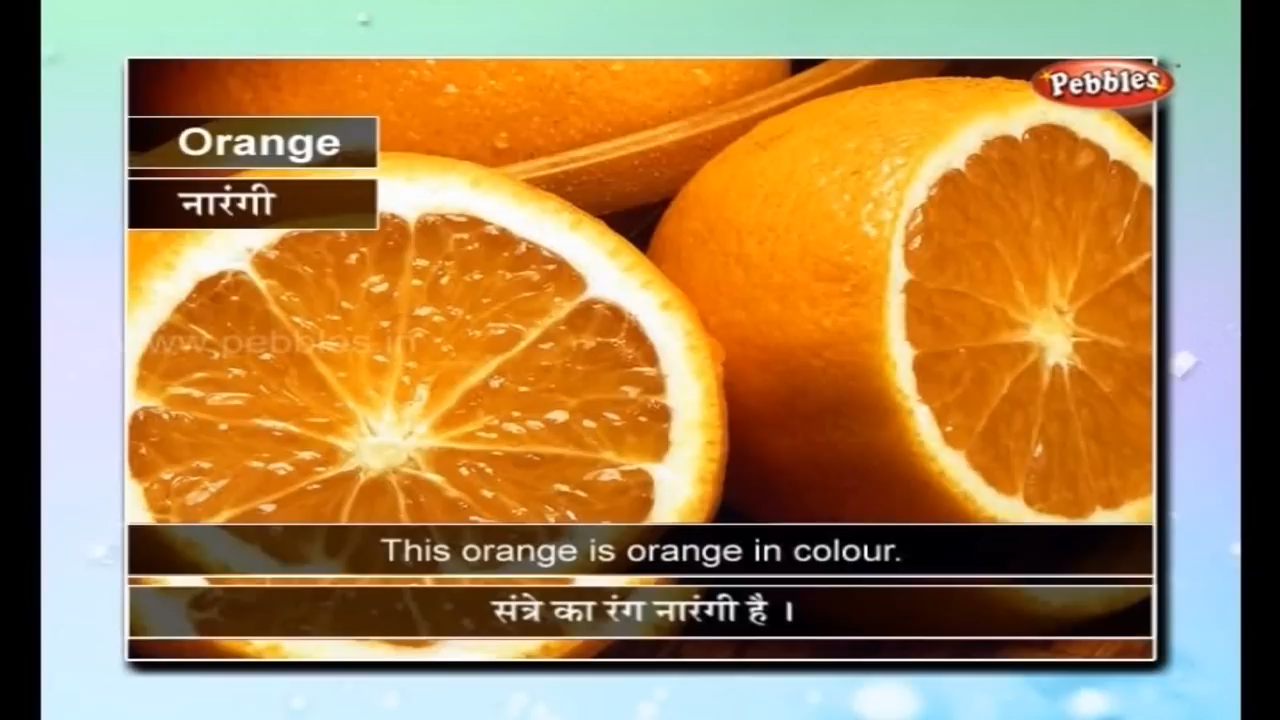 Pebbles
Orange
नारंगी
www.pebbles.in
This orange is orange in colour.
संत्रे का रंग नारंगी है ।